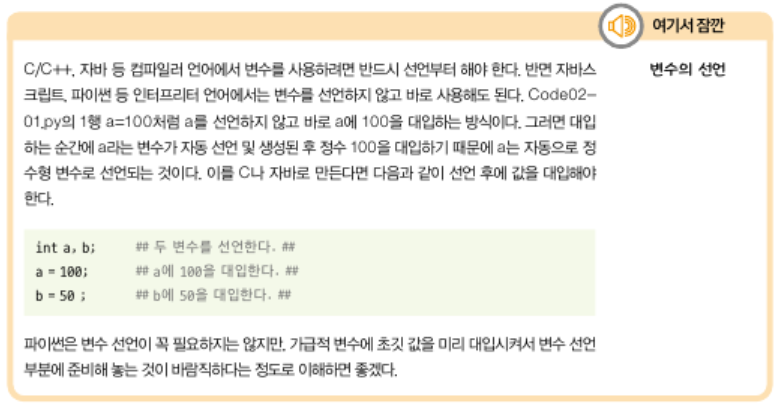 여기서 잠깐
변수의 선언
C/C++, 자바 등 컴파일러 언어에서 변수를 사용하려면 반드시 선언부터 해야 한다. 반면 자바스
크립트, 파이썬 등 인터프리터 언어에서는 변수를 선언하지 않고 바로 사용해도 된다. Code02-
01.py의 1행 a=100처럼 a를 선언하지 않고 바로 a에 100을 대입하는 방식이다. 그러면 대입
하는 순간에 a라는 변수가 자동 선언 및 생성된 후 정수 100을 대입하기 때문에 a는 자동으로 정
수형 변수로 선언되는 것이다. 이를 C나 자바로 만든다면 다음과 같이 선언 후에 값을 대입해야
한다.
int a, b; ## 두 변수를 선언한다. ##
a = 100; ## a에 100을 대입한다. ##
b = 50 ; ## b에 50을 대입한다. ##
파이썬은 변수 선언이 꼭 필요하지는 않지만, 가급적 변수에 초깃 값을 미리 대입시켜서 변수 선언
부분에 준비해 놓는 것이 바람직하다는 정도로 이해하면 좋겠다.